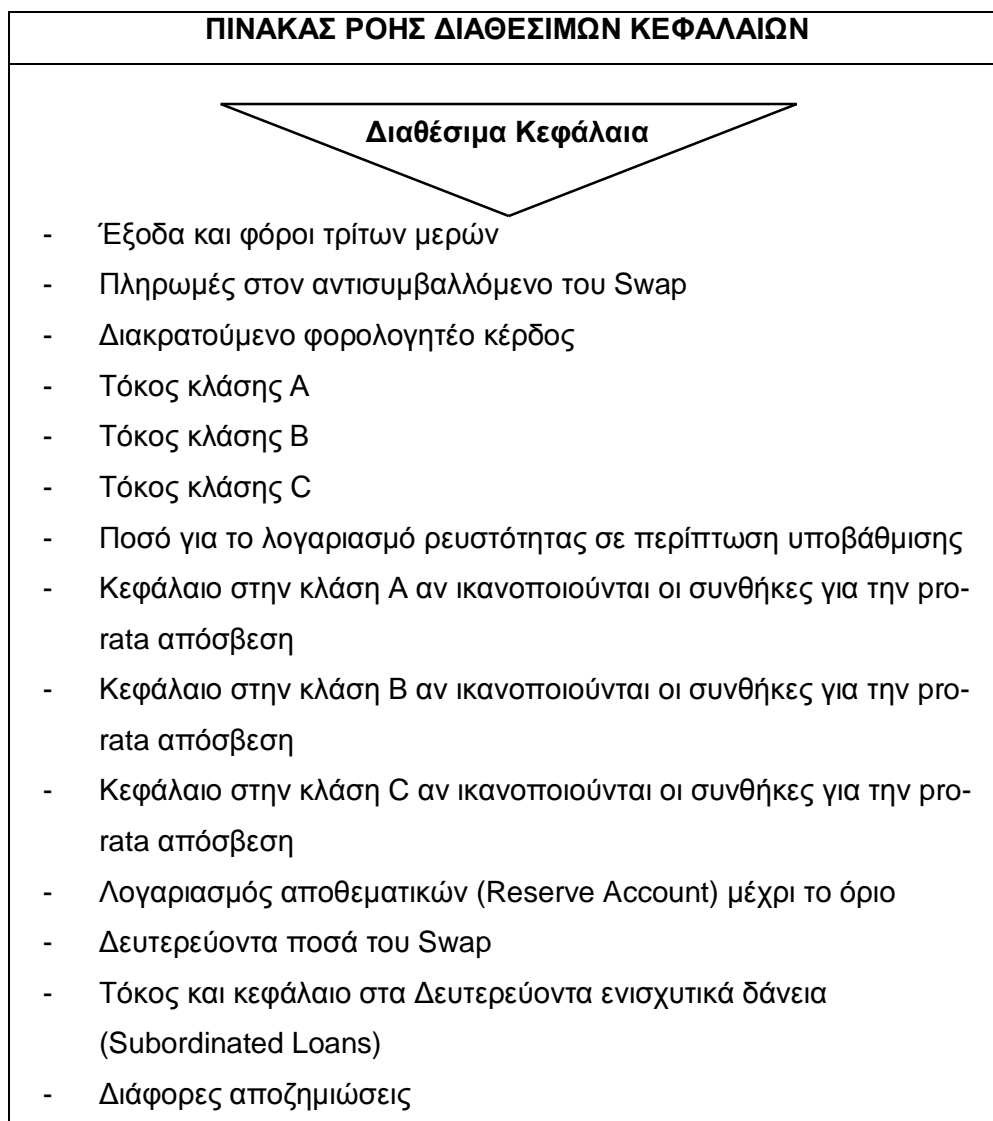 ΠΙΝΑΚΑΣ ΡΟΗΣ ΔΙΑΘΕΣΙΜΩΝ ΚΕΦΑΛΑΙΩΝ
Διαθέσιμα Κεφάλαια
- Έξοδα και φόροι τρίτων μερών
- Πληρωμές στον αντισυμβαλλόμενο του Swap
- Διακρατούμενο φορολογητέο κέρδος
- Τόκος κλάσης Α
- Τόκος κλάσης Β
- Τόκος κλάσης C
- Ποσό για το λογαριασμό ρευστότητας σε περίπτωση υποβάθμισης
- Κεφάλαιο στην κλάση Α αν ικανοποιούνται οι συνθήκες για την pro-
rata απόσβεση
- Κεφάλαιο στην κλάση Β αν ικανοποιούνται οι συνθήκες για την pro-
rata απόσβεση
- Κεφάλαιο στην κλάση C αν ικανοποιούνται οι συνθήκες για την pro-
rata απόσβεση
- Λογαριασμός αποθεματικών (Reserve Account) μέχρι το όριο
- Δευτερεύοντα ποσά του Swap
- Τόκος και κεφάλαιο στα Δευτερεύοντα ενισχυτικά δάνεια
(Subordinated Loans)
- Διάφορες αποζημιώσεις